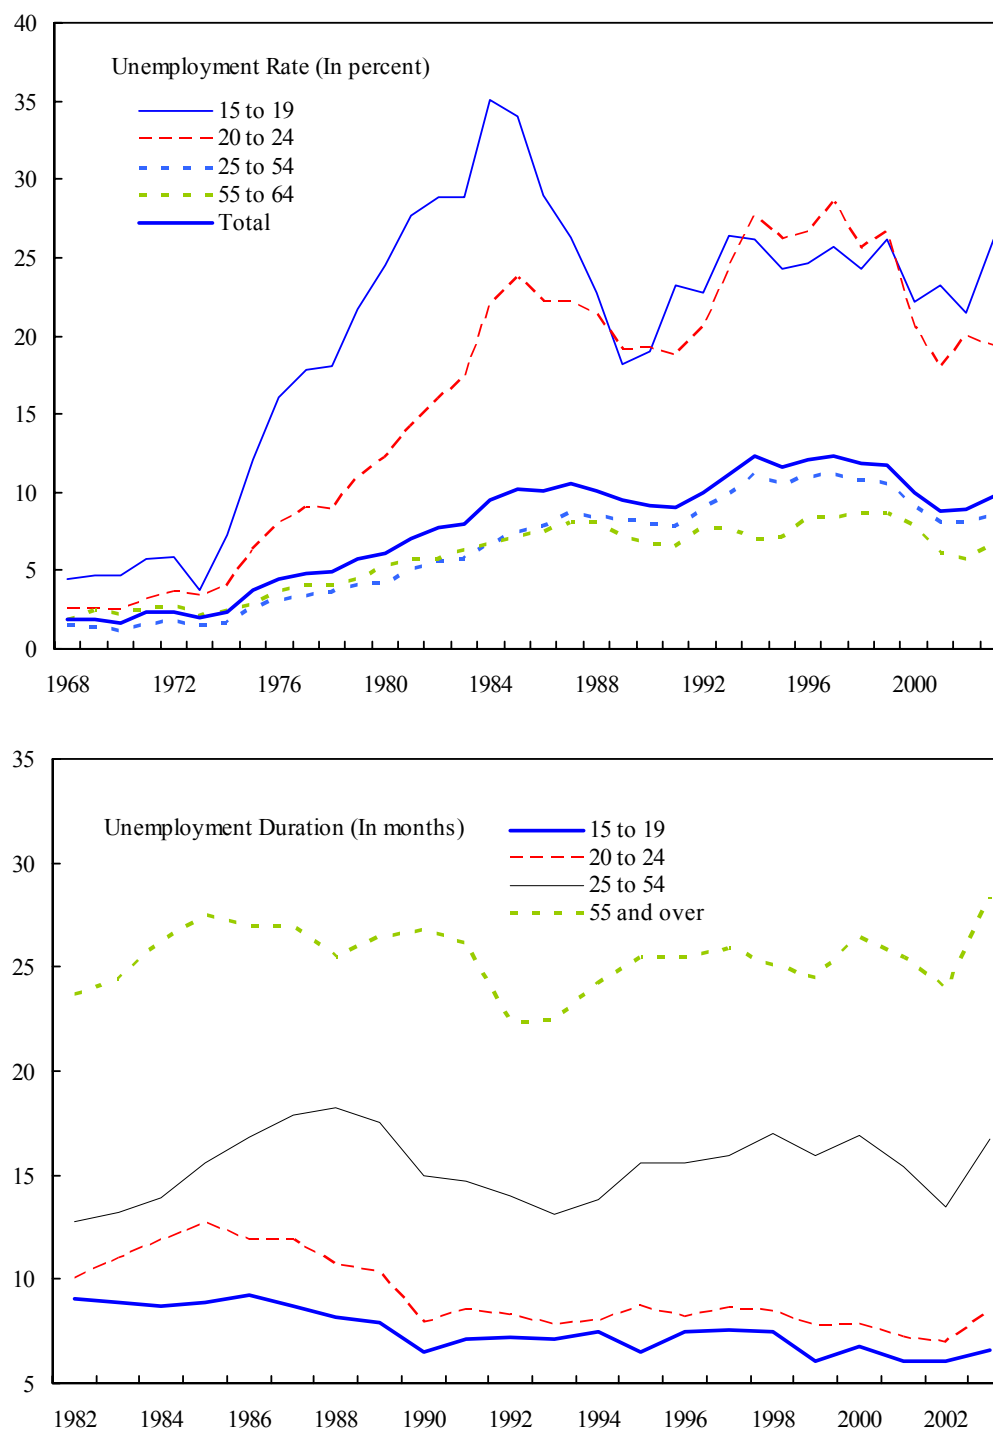 40
Unemployment Rate (In percent)
35
15 to 19
20 to 24
25 to 54
30
55 to 64
Total
25
20
15
10
5
0
1968 1972 1976 1980 1984 1988 1992 1996 2000
35
Unemployment Duration (In months)
15 to 19
20 to 24
30
25 to 54
55 and over
25
20
15
10
5
1982 1984 1986 1988 1990 1992 1994 1996 1998 2000 2002